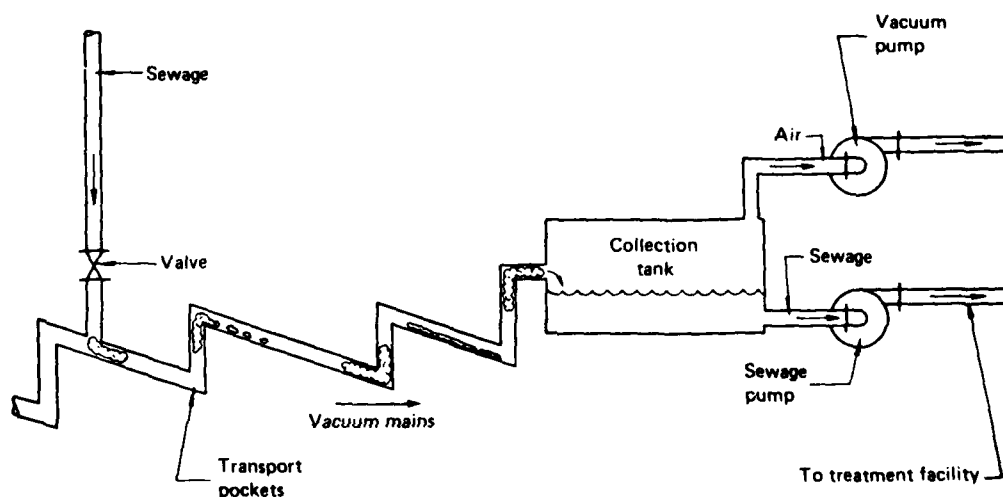 Vacuum
pump
Sewage
Air
Valve
Collection
tank
Sewage
Sewage
pump
Vacuum mains
Transport
pockets
To treatment facility